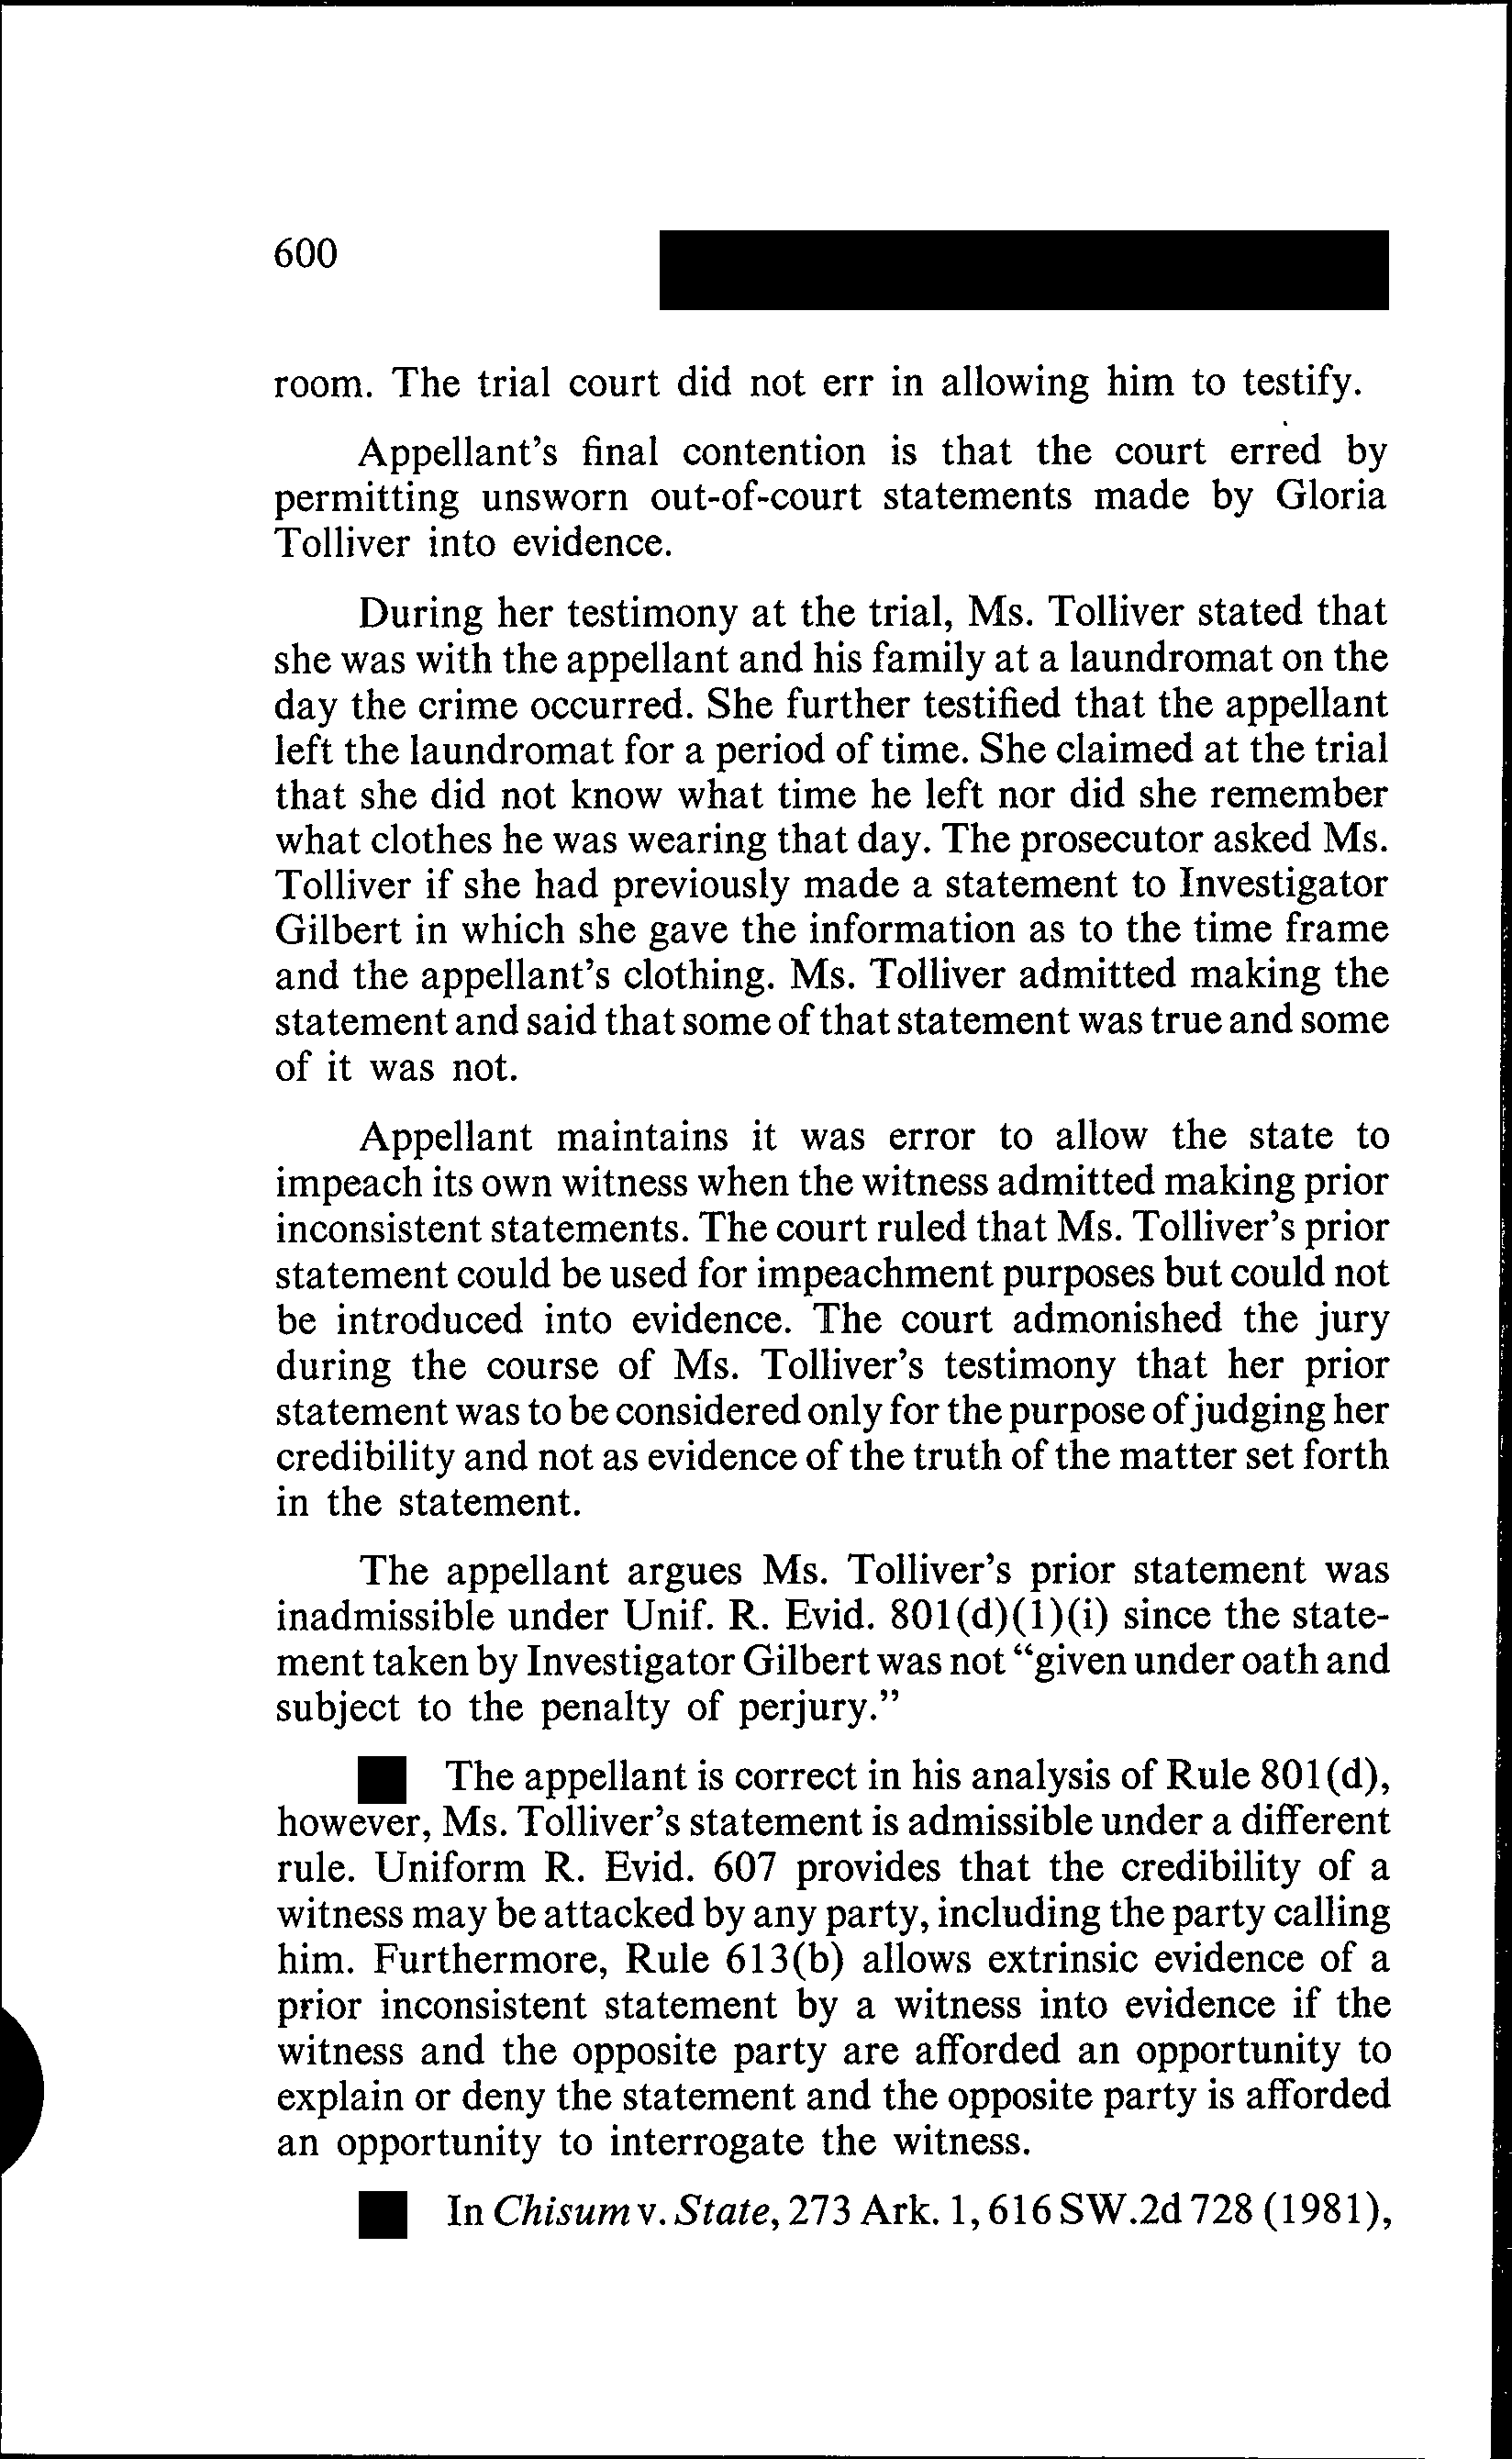 600
room. The trial court did not err in allowing him to testify.
Appellant's final contention is that the court erred by
permitting unsworn out-of-court statements made by Gloria
Tolliver into evidence.
During her testimony at the trial, Ms. Tolliver stated that
she was with the appellant and his family at a laundromat on the
day the crime occurred. She further testified that the appellant
left the laundromat for a period of time. She claimed at the trial
that she did not know what time he left nor did she remember
what clothes he was wearing that day. The prosecutor asked Ms.
Tolliver if she had previously made a statement to Investigator
Gilbert in which she gave the information as to the time frame
and the appellant's clothing. Ms. Tolliver admitted making the
statement and said that some of that statement was true and some
of it was not.
Appellant maintains it was error to allow the state to
impeach its own witness when the witness admitted making prior
inconsistent statements. The court ruled that Ms. Tolliver's prior
statement could be used for impeachment purposes but could not
be introduced into evidence. The court admonished the jury
during the course of Ms. Tolliver's testimony that her prior
statement was to be considered only for the purpose of judging her
credibility and not as evidence of the truth of the matter set forth
in the statement.
The appellant argues Ms. Tolliver's prior statement was
inadmissible under Unif. R. Evid. 801(d)(1)(i) since the state-
ment taken by Investigator Gilbert was not "given under oath and
subject to the penalty of perjury."
The appellant is correct in his analysis of Rule 801(d),
however, Ms. Tolliver's statement is admissible under a different
rule. Uniform R. Evid. 607 provides that the credibility of a
witness may be attacked by any party, including the party calling
him. Furthermore, Rule 613(b) allows extrinsic evidence of a
prior inconsistent statement by a witness into evidence if the
witness and the opposite party are afforded an opportunity to
explain or deny the statement and the opposite party is afforded
an opportunity to interrogate the witness.
In Chisum v. State, 273 Ark. 1, 616 SW.2d 728 (1981),